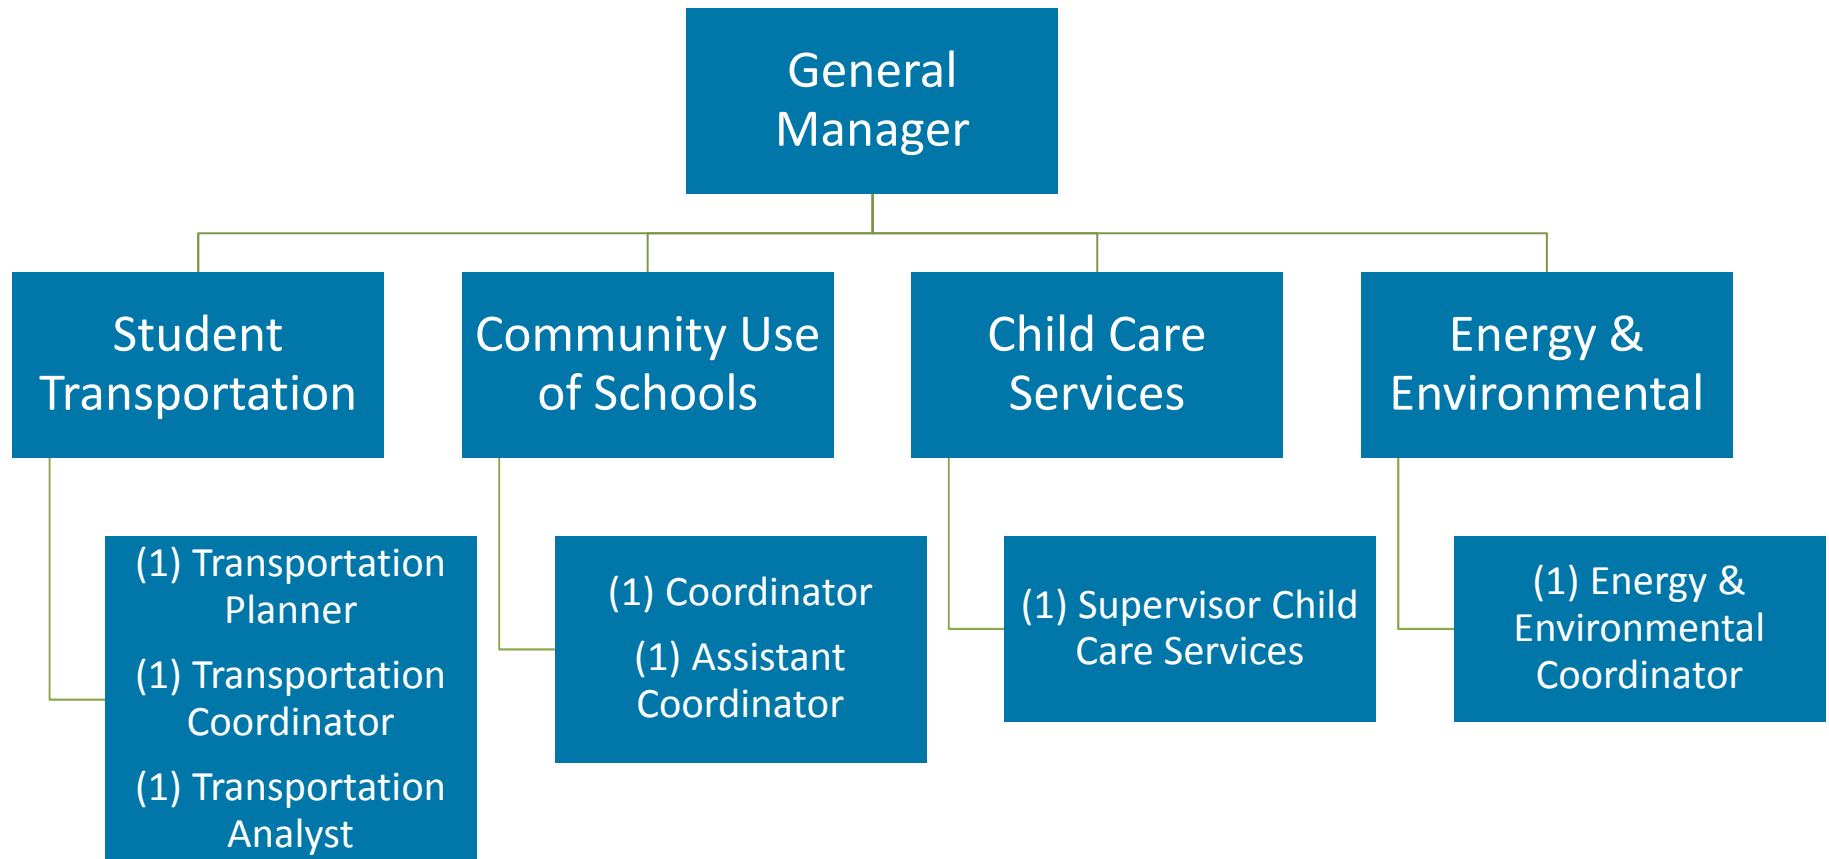 General
Manager
Student
Transportation
Community Use
of Schools
Child Care
Services
Energy &
Environmental
(1) Transportation
Planner
(1) Transportation
Coordinator
(1) Transportation
Analyst
(1) Coordinator
(1) Assistant
Coordinator
(1) Supervisor Child
Care Services
(1) Energy &
Environmental
Coordinator